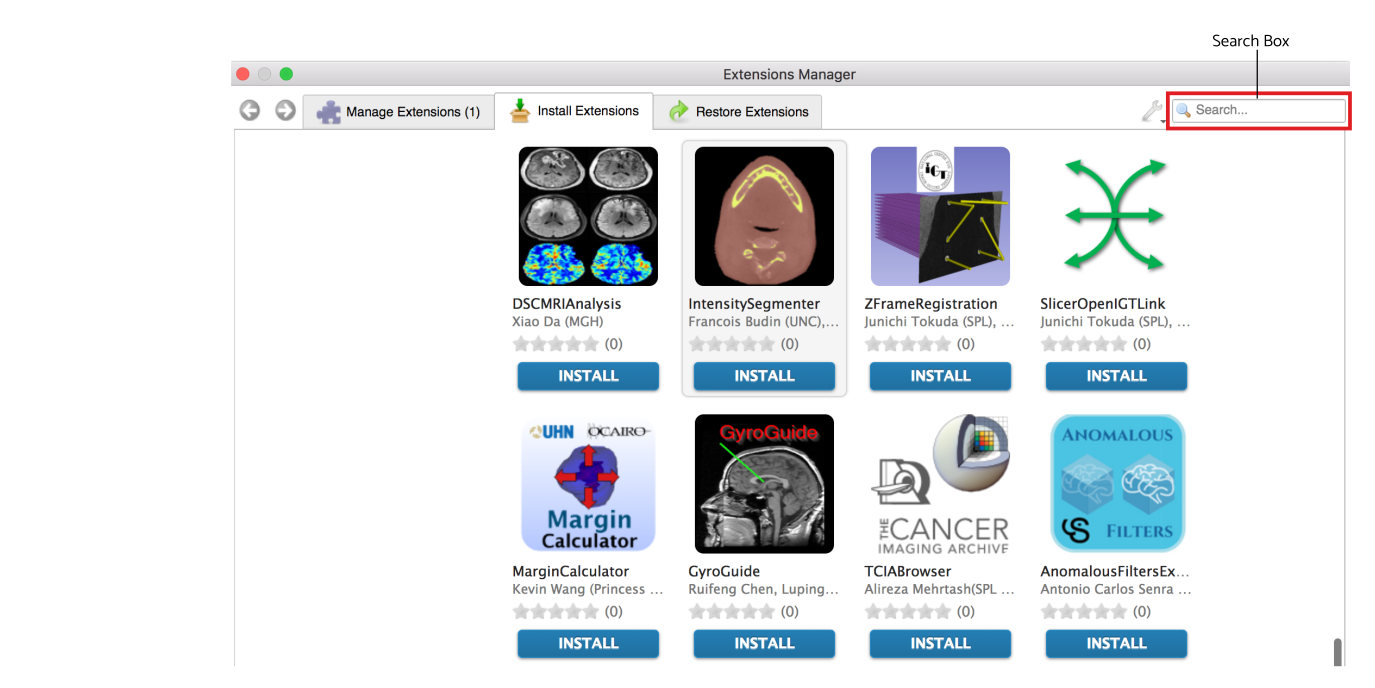 Search Box
Extensions Manager
Manage Extensions (1)
Install Extensions
Restore Extensions
Search...
IGT
DSCMRIAnalysis
Xiao Da (MGH)
(0)
INSTALL
IntensitySegmenter
Francois Budin (UNC),...
(0)
INSTALL
ZFrameRegistration
Junichi Tokuda (SPL), ...
(0)
INSTALL
SlicerOpenIGTLink
Junichi Tokuda (SPL), ...
(0)
INSTALL
UHN OCAIRO
Margin
Calculator
MarginCalculator
Kevin Wang (Princess ...
(0)
INSTALL
GyroGuide
GyroGuide
Ruifeng Chen, Luping...
(0)
INSTALL
THE CANCER
IMAGING ARCHIVE
TCIABrowser
Alireza Mehrtash(SPL ...
(0)
INSTALL
ANOMALOUS
FILTERS
AnomalousFiltersEx...
Antonio Carlos Senra ...
(0)
INSTALL